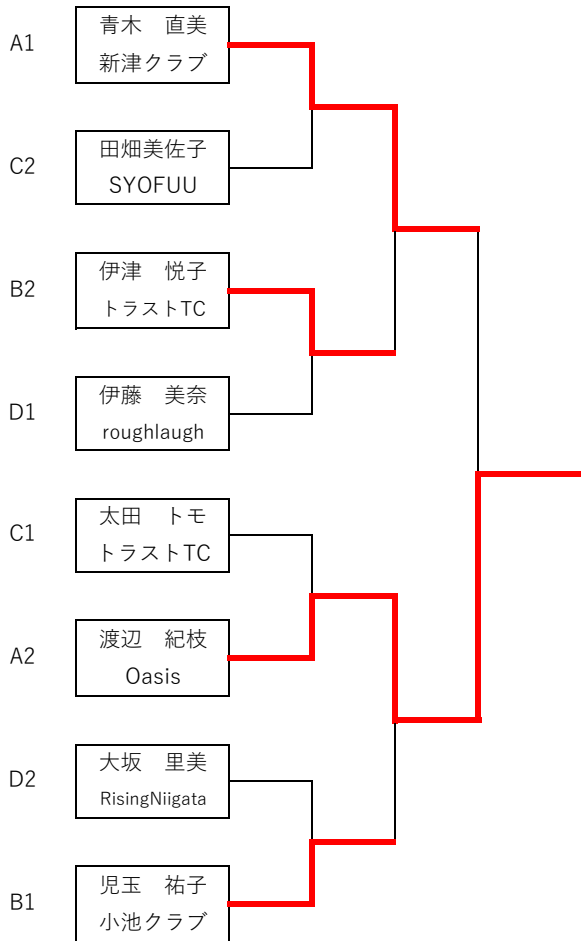 A1
青木　直美
新津クラブ
C2
田畑美佐子
SYOFUU
B2
伊津　悦子
トラストTC
D1
伊藤　美奈
roughlaugh
C1
太田　トモ
トラストTC
A2
渡辺　紀枝
Oasis
D2
大坂　里美
RisingNiigata
B1
児玉　祐子
小池クラブ